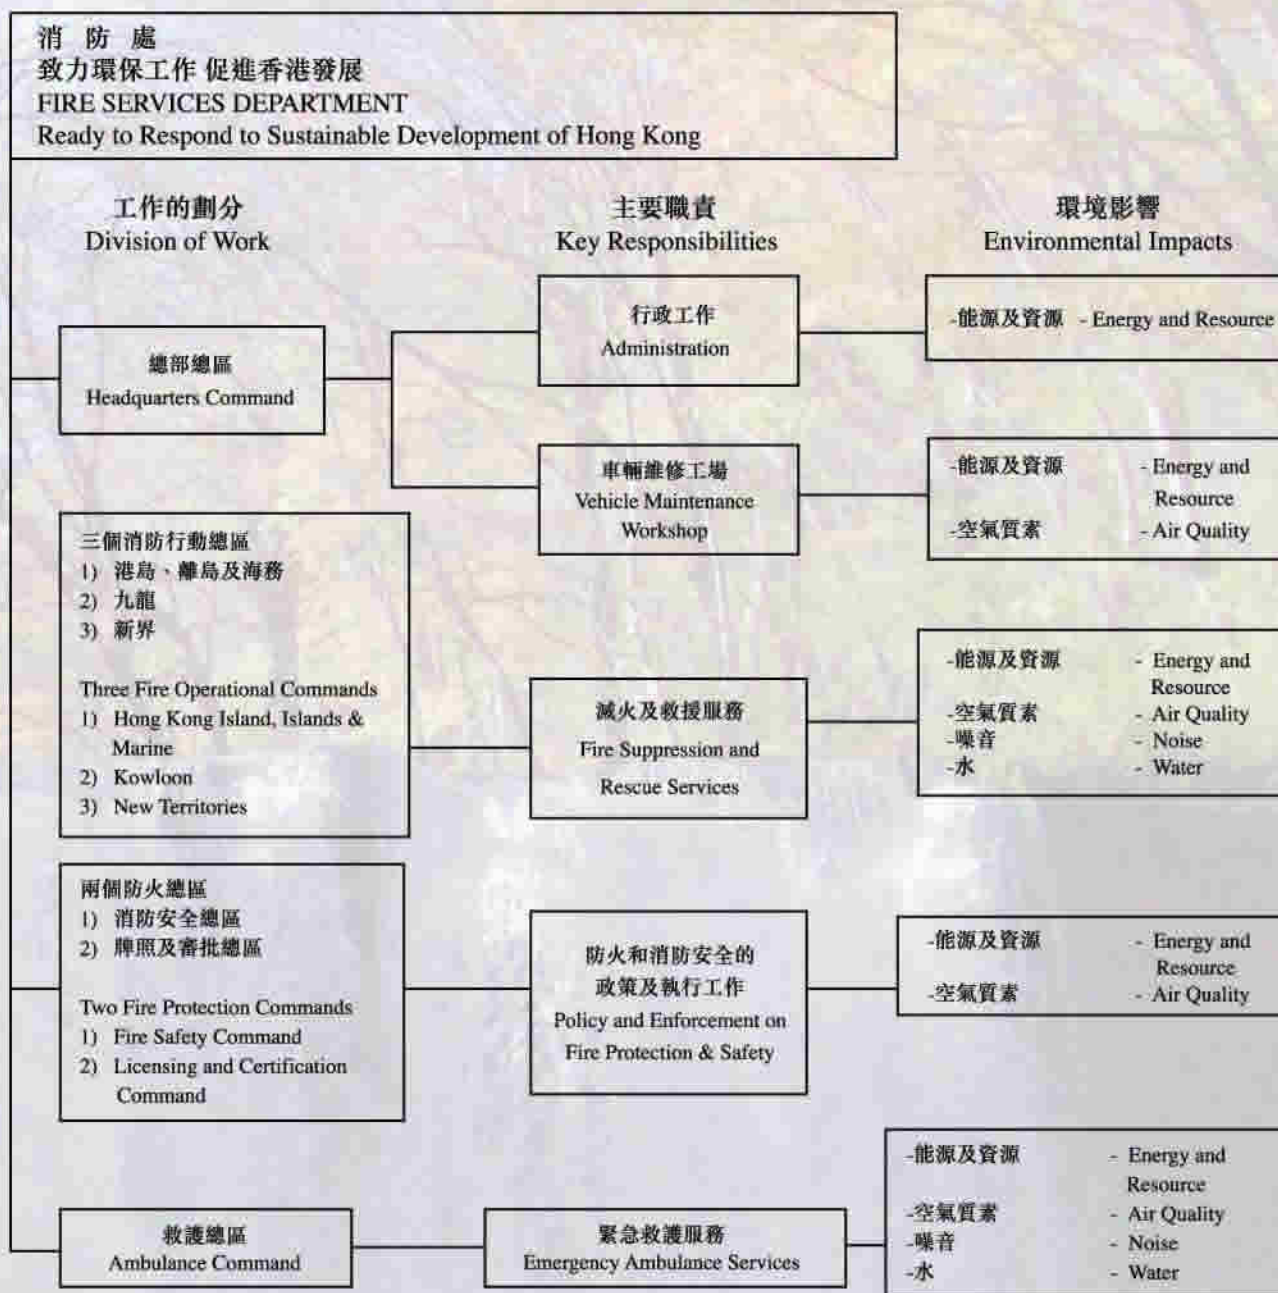 消 防 處
致力環保工作 促進香港發展
FIRE SERVICES DEPARTMENT
Ready to Respond to Sustainable Development of Hong Kong
工作的劃分
Division of Work
主要職責
Key Responsibilities
環境影響
Environmental Impacts
總部總區
Headquarters Command
行政工作
Administration
-能源及資源 - Energy and Resource
車輛維修工場
Vehicle Maintenance
Workshop
-能源及資源 - Energy and
Resource
-空氣質素 - Air Quality
三個消防行動總區
1) 港島、離島及海務
2) 九龍
3) 新界
Three Fire Operational Commands
1) Hong Kong Island, Islands &
Marine
2) Kowloon
3) New Territories
滅火及救援服務
Fire Suppression and
Rescue Services
-能源及資源 - Energy and
Resource
-空氣質素 - Air Quality
-噪音 - Noise
-水 - Water
兩個防火總區
1) 消防安全總區
2) 牌照及審批總區
Two Fire Protection Commands
1) Fire Safety Command
2) Licensing and Certification
Command
防火和消防安全的
政策及執行工作
Policy and Enforcement on
Fire Protection & Safety
-能源及資源 - Energy and
Resource
-空氣質素 - Air Quality
救護總區
Ambulance Command
緊急救護服務
Emergency Ambulance Services
-能源及資源 - Energy and
Resource
-空氣質素 - Air Quality
-噪音 - Noise
-水 - Water